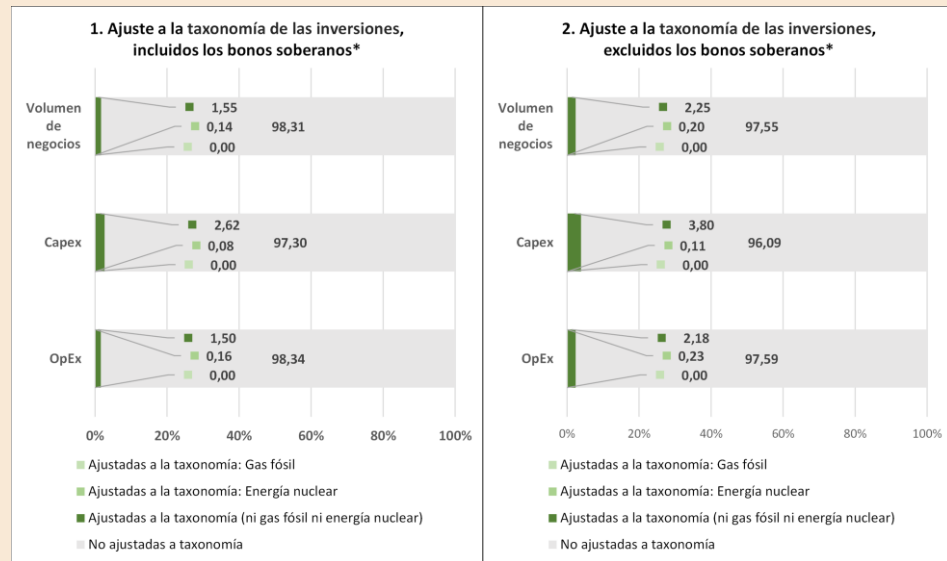 1. Ajuste a la taxonomía de las inversiones,
incluidos los bonos soberanos*
Volumen
de
negocios
1,55
0,14
98,31
0,00
Capex
2,62
0,08
97,30
0,00
OpEx
1,50
0,16
98,34
0,00
0% 20% 40% 60% 80% 100%
Ajustadas a la taxonomía: Gas fósil
Ajustadas a la taxonomía: Energía nuclear
Ajustadas a la taxonomía (ni gas fósil ni energía nuclear)
No ajustadas a taxonomía
2. Ajuste a la taxonomía de las inversiones,
excluidos los bonos soberanos*
Volumen de
negocios
2,25
0,20
97,55
0,00
Capex
3,80
0,11
96,09
0,00
OpEx
2,18
0,23
97,59
0,00
0% 20% 40% 60% 80% 100%
Ajustadas a la taxonomía: Gas fósil
Ajustadas a la taxonomía: Energía nuclear
Ajustadas a la taxonomía (ni gas fósil ni energía nuclear)
No ajustadas a taxonomía